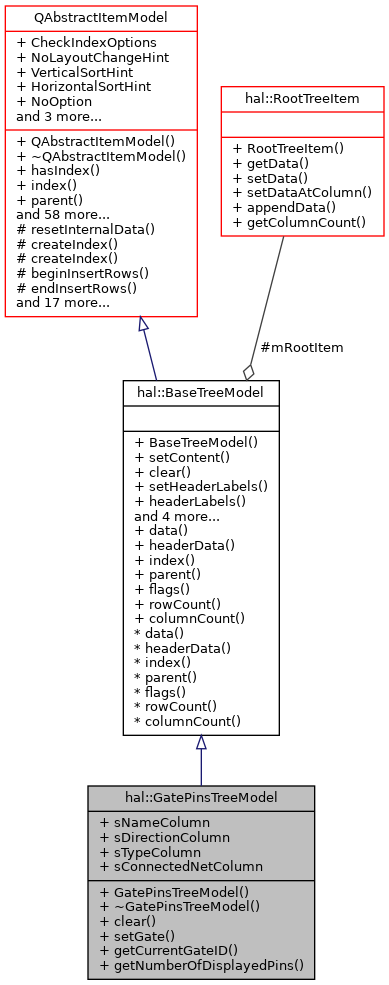 QAbstractItemModel
+ CheckIndexOptions
+ NoLayoutChangeHint
+ VerticalSortHint
+ HorizontalSortHint
+ NoOption
and 3 more...
+ QAbstractItemModel()
+ ~QAbstractItemModel()
+ hasIndex()
+ index()
+ parent()
and 58 more...
# resetInternalData()
# createIndex()
# createIndex()
# beginInsertRows()
# endInsertRows()
and 17 more...
hal::RootTreeItem
+ RootTreeItem()
+ getData()
+ setData()
+ setDataAtColumn()
+ appendData()
+ getColumnCount()
#mRootItem
hal::BaseTreeModel
+ BaseTreeModel()
+ setContent()
+ clear()
+ setHeaderLabels()
+ headerLabels()
and 4 more...
+ data()
+ headerData()
+ index()
+ parent()
+ flags()
+ rowCount()
+ columnCount()
* data()
* headerData()
* index()
* parent()
* flags()
* rowCount()
* columnCount()
hal::GatePinsTreeModel
+ sNameColumn
+ sDirectionColumn
+ sTypeColumn
+ sConnectedNetColumn
+ GatePinsTreeModel()
+ ~GatePinsTreeModel()
+ clear()
+ setGate()
+ getCurrentGateID()
+ getNumberOfDisplayedPins()